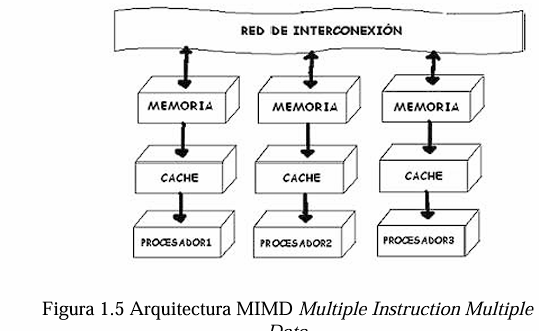 RED DE INTERCONEXIÓN
MEMORIA MEMORIA MEMORIA
CACHE CACHE CACHE
PROCESADOR1 PROCESADOR2 PROCESADOR3
Figura 1.5 Arquitectura MIMD Multiple Instruction Multiple